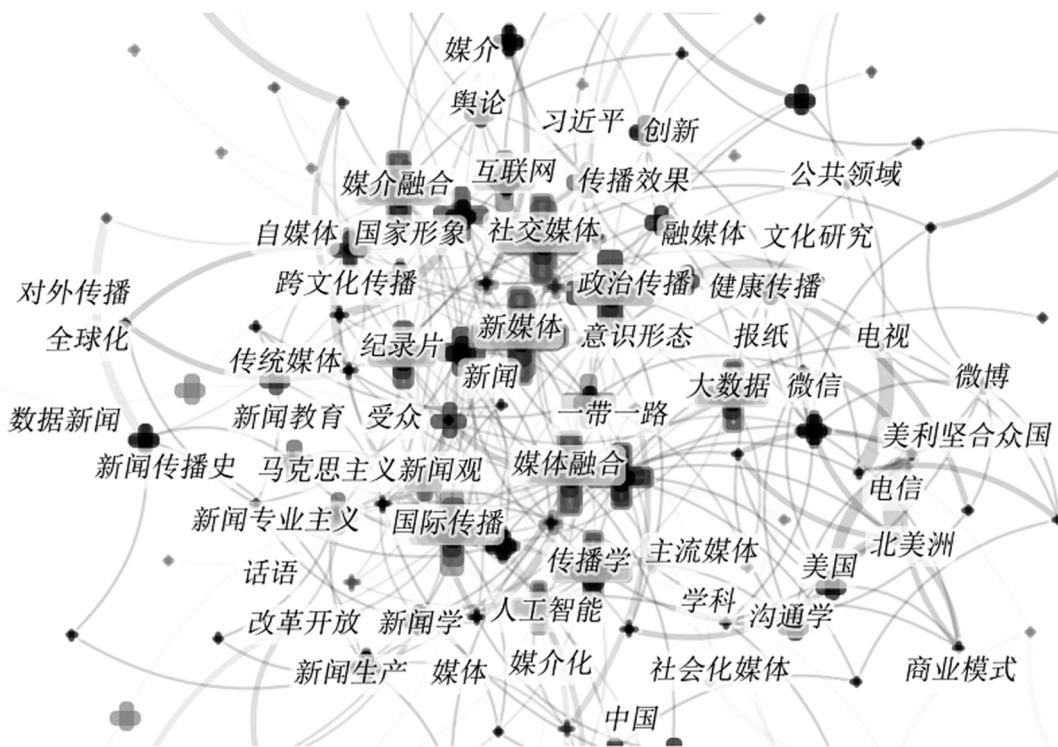 媒介
舆论
习近平
创新
媒介融合
互联网
传播效果
公共领域
自媒体
国家形象
社交媒体
融媒体
文化研究
对外传播
跨文化传播
政治传播
健康传播
全球化
传统媒体
纪录片
新媒体
意识形态
报纸
电视
新闻
大数据
微信
微博
数据新闻
新闻教育
受众
一带一路
美利坚合众国
新闻传播史
马克思主义新闻观
媒体融合
电信
新闻专业主义
国际传播
传播学
主流媒体
北美洲
话语
美国
改革开放
新闻学
人工智能
学科
沟通学
新闻生产
媒体
媒介化
社会化媒体
商业模式
中国